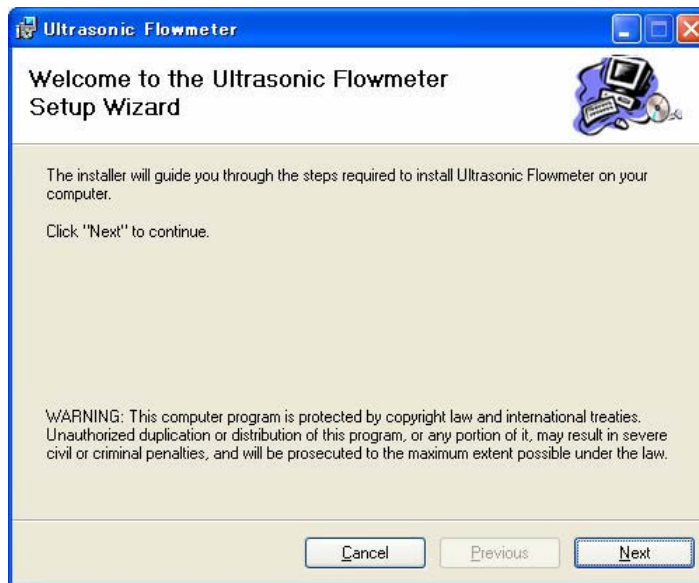 Ultrasonic Flowmeter
Welcome to the Ultrasonic Flowmeter
Setup Wizard
The installer will guide you through the steps required to install Ultrasonic Flowmeter on your
computer.
Click "Next" to continue.
WARNING: This computer program is protected by copyright law and international treaties.
Unauthorized duplication or distribution of this program, or any portion of it, may result in severe
civil or criminal penalties, and will be prosecuted to the maximum extent possible under the law.
Cancel Previous Next